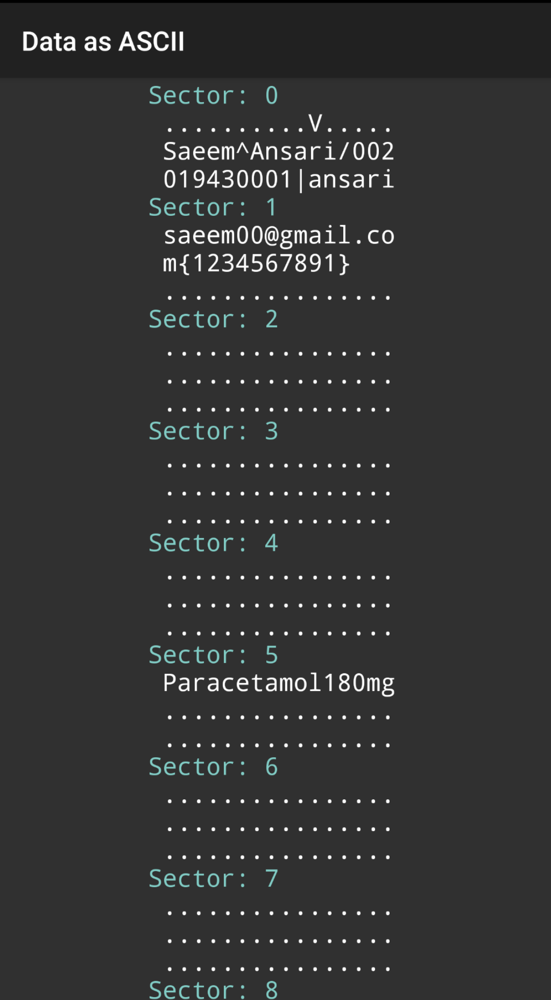 Data as ASCII
Sector: 0
..........V.....
Saeem^Ansari/002
019430001|ansari
Sector: 1
saeem00@gmail.co
m{1234567891}
................
Sector: 2
................
................
................
Sector: 3
................
................
................
Sector: 4
................
................
................
Sector: 5
Paracetamol180mg
................
................
Sector: 6
................
................
................
Sector: 7
................
................
................
Sector: 8